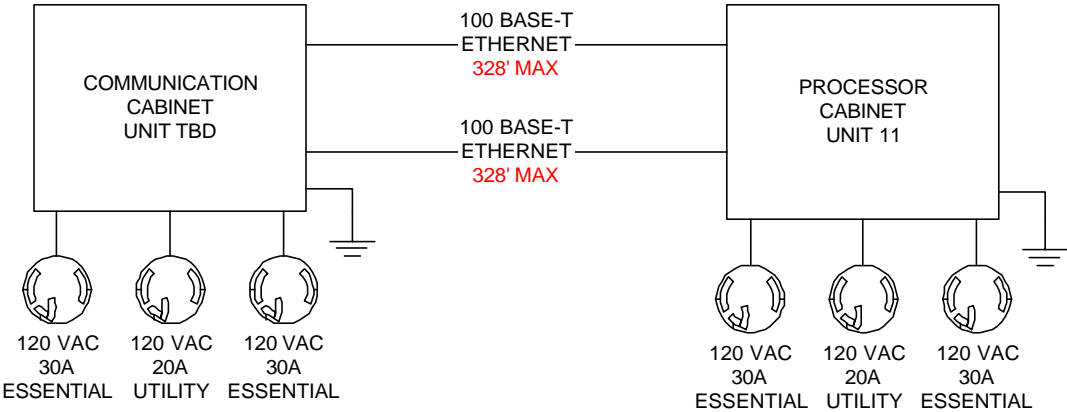 100 BASE-T
ETHERNET
328' MAX
COMMUNICATION
CABINET
UNIT TBD
PROCESSOR
CABINET
UNIT 11
100 BASE-T
ETHERNET
328' MAX
120 VAC
30A
ESSENTIAL
120 VAC
20A
UTILITY
120 VAC
30A
ESSENTIAL
120 VAC
30A
ESSENTIAL
120 VAC
20A
UTILITY
120 VAC
30A
ESSENTIAL